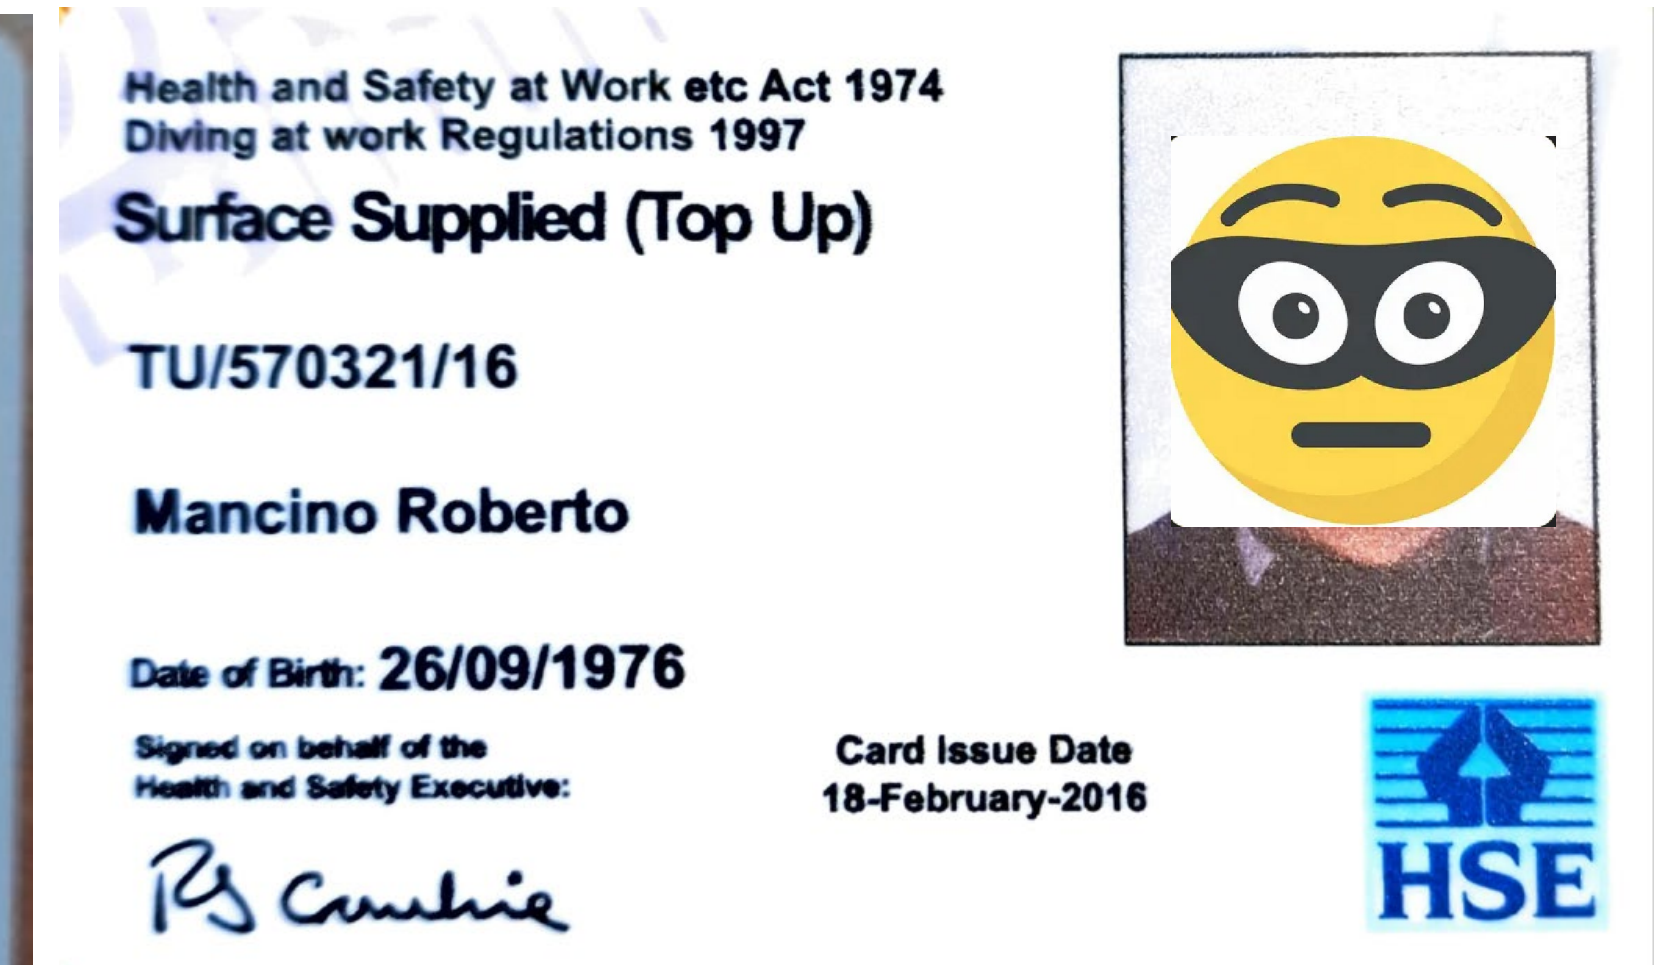 Health and Safety at Work etc Act 1974
Diving at work Regulations 1997
Surface Supplied (Top Up)
TU/570321/16
Mancino Roberto
Date of Birth: 26/09/1976
Signed on behalf of the
Health and Safety Executive:
Card Issue Date
18-February-2016
HSE